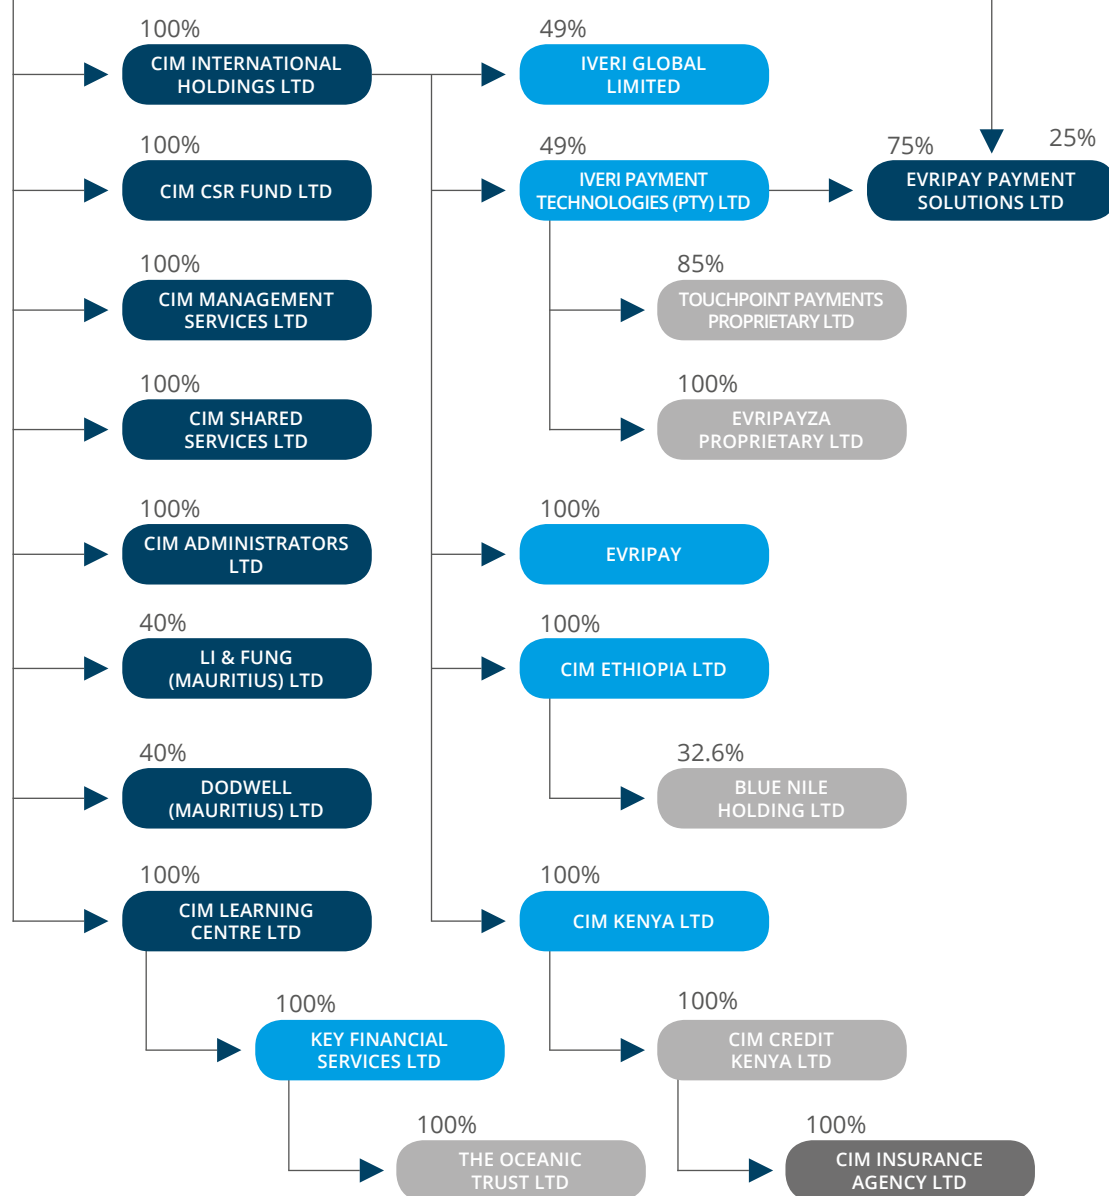 100%
CIM INTERNATIONAL
HOLDINGS LTD
49%
IVERI GLOBAL
LIMITED
100%
CIM CSR FUND LTD
49%
IVERI PAYMENT
TECHNOLOGIES (PTY) LTD
75%
25%
EVRIPAY PAYMENT
SOLUTIONS LTD
100%
CIM MANAGEMENT
SERVICES LTD
85%
TOUCHPOINT PAYMENTS
PROPRIETARY LTD
100%
CIM SHARED
SERVICES LTD
100%
EVRIPAYZA
PROPRIETARY LTD
100%
CIM ADMINISTRATORS
LTD
100%
EVRIPAY
40%
LI & FUNG
(MAURITIUS) LTD
100%
CIM ETHIOPIA LTD
40%
DODWELL
(MAURITIUS) LTD
32.6%
BLUE NILE
HOLDING LTD
100%
CIM LEARNING
CENTRE LTD
100%
CIM KENYA LTD
100%
KEY FINANCIAL
SERVICES LTD
100%
CIM CREDIT
KENYA LTD
100%
THE OCEANIC
TRUST LTD
100%
CIM INSURANCE
AGENCY LTD